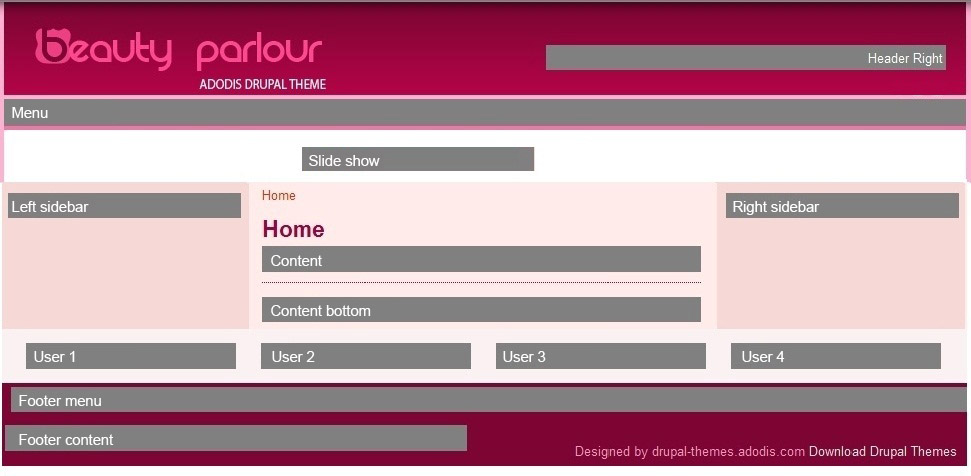 Beauty parlour
ADODIS DRUPAL THEME
Header Right
Menu
Slide show
Left sidebar
Home
Home
Content
Content bottom
Right sidebar
User 1 User 2 User 3 User 4
Footer menu
Footer content
Designed by drupal-themes.adodis.com Download Drupal Themes